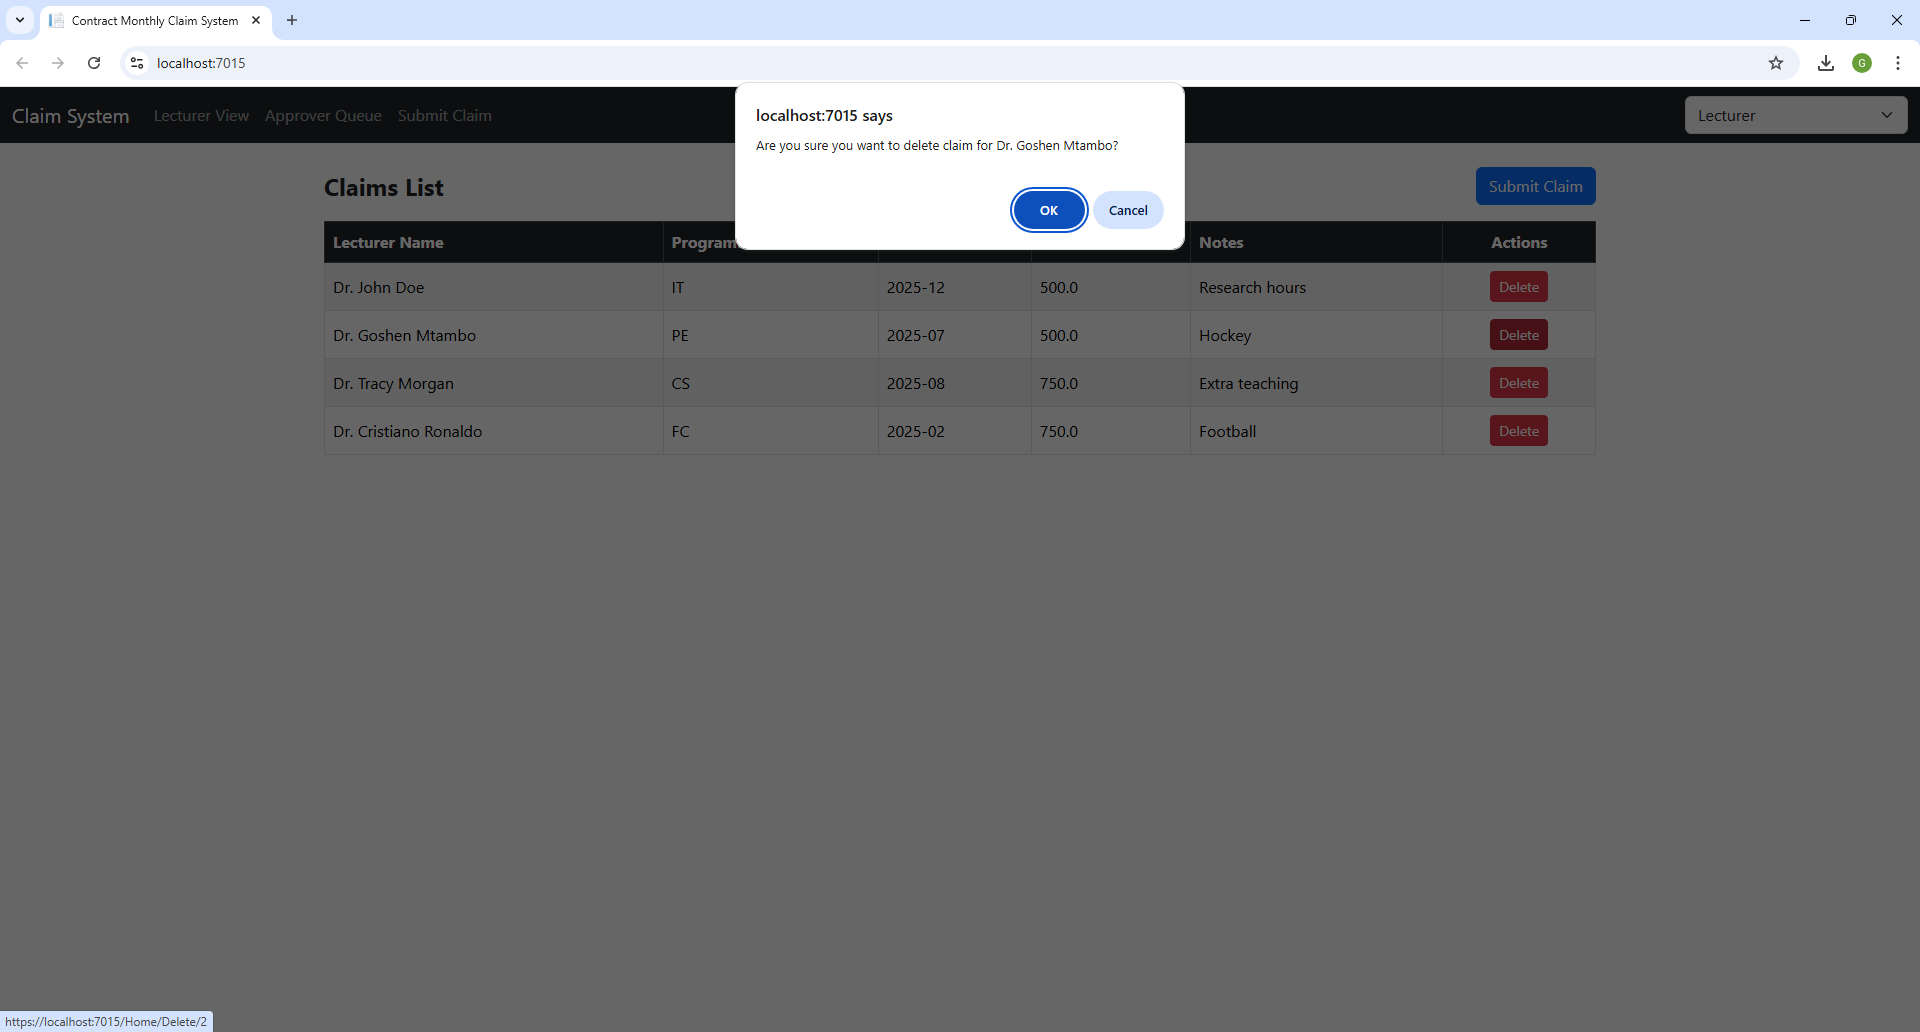 Contract Monthly Claim System
localhost:7015
G
Claim System Lecturer View Approver Queue Submit Claim
Lecturer
localhost:7015 says
Are you sure you want to delete claim for Dr. Goshen Mtambo?
OK Cancel
Claims List
Submit Claim
Lecturer Name Program Notes Actions
Dr. John Doe IT 2025-12 500.0 Research hours Delete
Dr. Goshen Mtambo PE 2025-07 500.0 Hockey Delete
Dr. Tracy Morgan CS 2025-08 750.0 Extra teaching Delete
Dr. Cristiano Ronaldo FC 2025-02 750.0 Football Delete
https://localhost:7015/Home/Delete/2